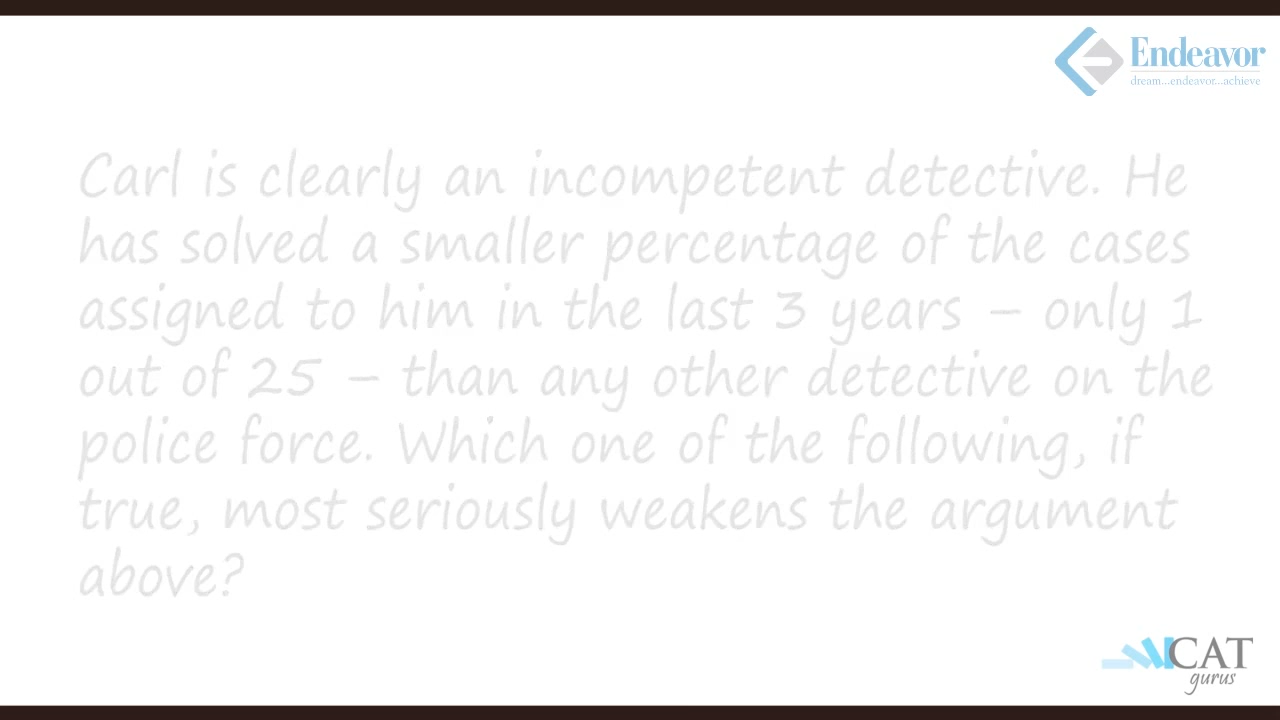 Endeavor
dream...endeavor...achieve
Carl is clearly an incompetent detective. He
has solved a smaller percentage of the cases
assigned to him in the last 3 years – only 1
out of 25 – than any other detective on the
police force. Which one of the following, if
true, most seriously weakens the argument
above?
CAT
gurus